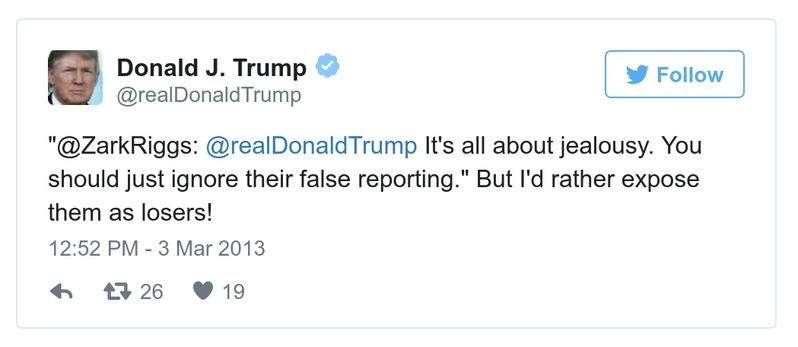 Donald J. Trump
@realDonaldTrump
Follow
"@ZarkRiggs: @realDonaldTrump It's all about jealousy. You
should just ignore their false reporting." But I'd rather expose
them as losers!
12:52 PM - 3 Mar 2013
26 19